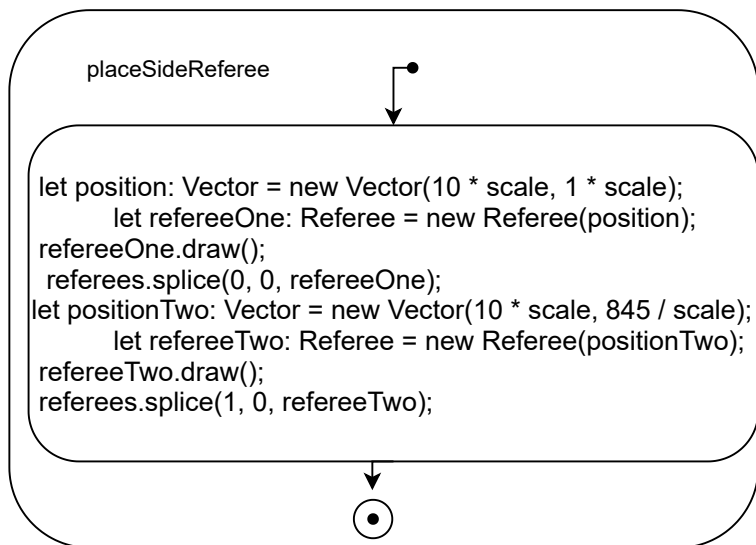 placeSideReferee
let position: Vector = new Vector(10 * scale, 1 * scale);
let refereeOne: Referee = new Referee(position);
refereeOne.draw();
referees.splice(0, 0, refereeOne);
let positionTwo: Vector = new Vector(10 * scale, 845 / scale);
let refereeTwo: Referee = new Referee(positionTwo);
refereeTwo.draw();
referees.splice(1, 0, refereeTwo);